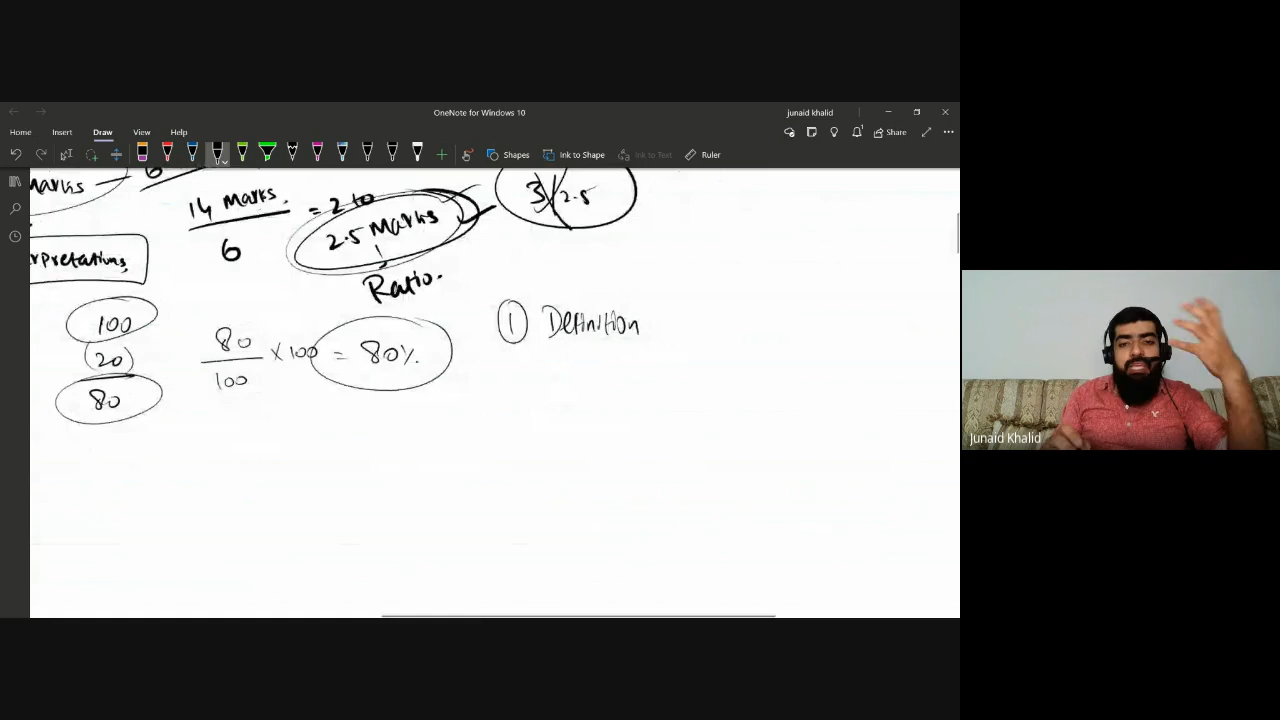 OneNote for Windows 10
junaid khalid
Home Insert Draw View Help
Share
Shapes Ink to Shape Ink to Text Ruler
Marks 6
14 Marks. = 2 to
6
2.5 Marks
3 2.5
Ratio.
rpretations
100
20
80
80
100
× 100 = 80%.
1 Definition
Junaid Khalid